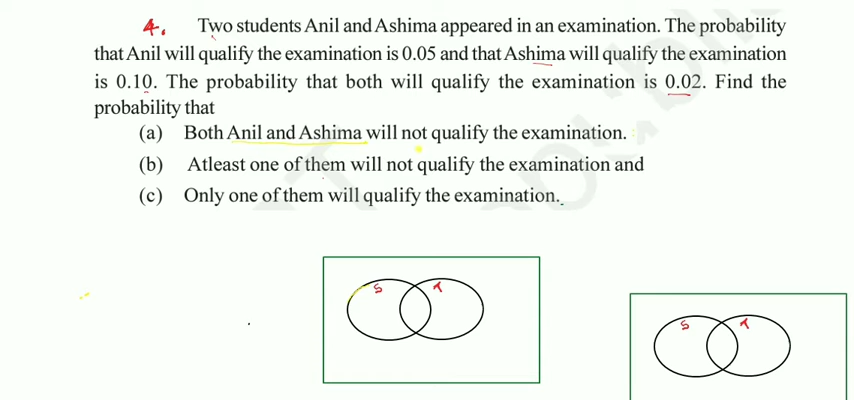 4. Two students Anil and Ashima appeared in an examination. The probability
that Anil will qualify the examination is 0.05 and that Ashima will qualify the examination
is 0.10. The probability that both will qualify the examination is 0.02. Find the
probability that
(a) Both Anil and Ashima will not qualify the examination.
(b) Atleast one of them will not qualify the examination and
(c) Only one of them will qualify the examination.
S T
S T